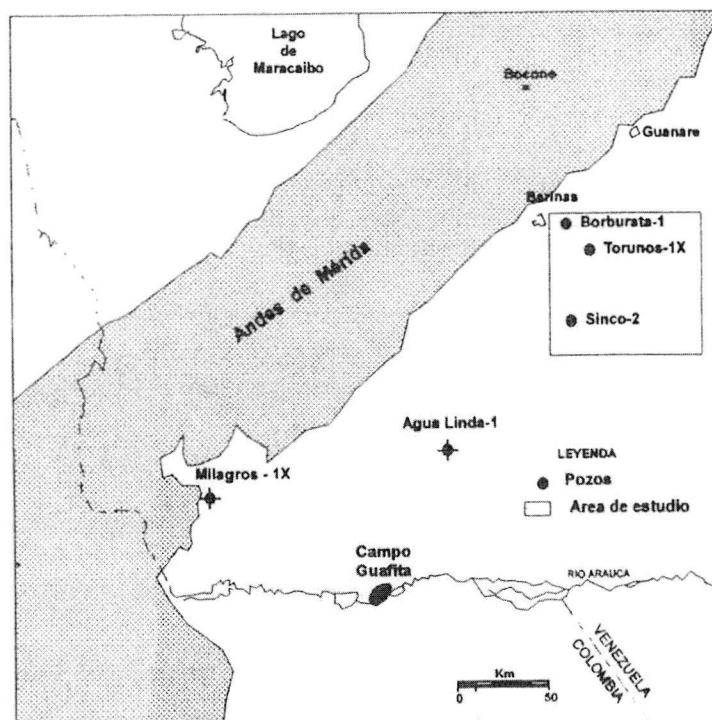 Lago
de
Maracaibo
Bocono
Guanare
Barinas
Borburata-1
Torunos-1X
Sinco-2
Andes de Mérida
Agua Linda-1
Milagros - 1X
LEYENDA
Pozos
Area de estudio
Campo
Guafita
RIO ARAUCA
VENEZUELA
COLOMBIA
Km
0 50